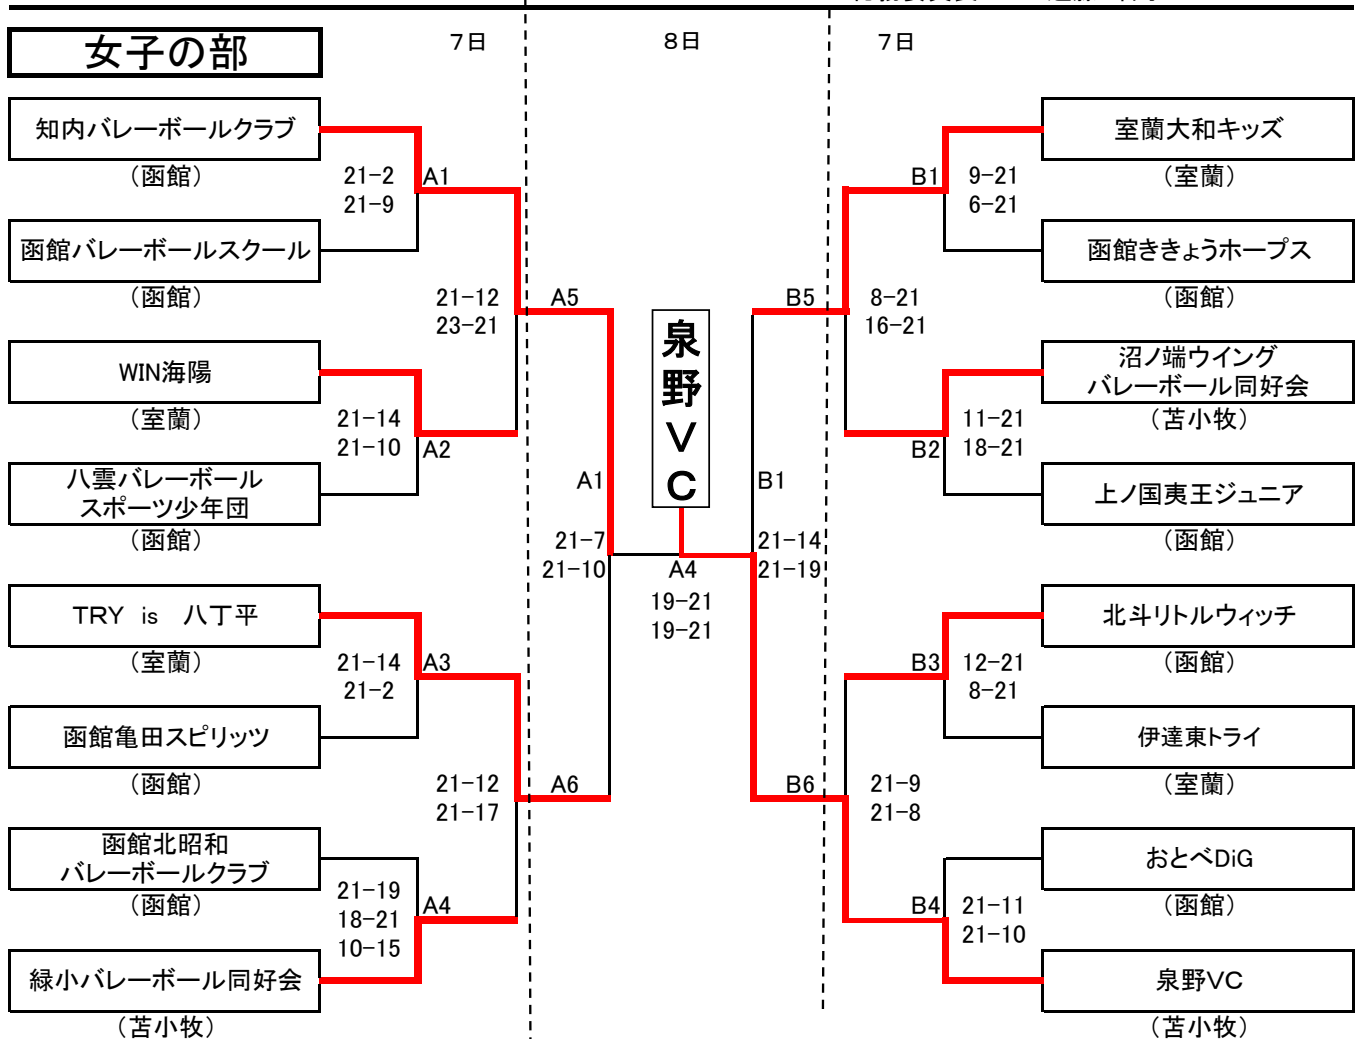 女子の部
7日
8日
7日
知内バレーボールクラブ
(函館)
21-2
21-9
A1
函館バレーボールスクール
(函館)
21-12
23-21
A5
WIN海陽
(室蘭)
21-14
21-10
A2
八雲バレーボール
スポーツ少年団
(函館)
A1
21-7
21-10
TRY is 八丁平
(室蘭)
21-14
21-2
A3
函館亀田スピリッツ
(函館)
21-12
21-17
A6
函館北昭和
バレーボールクラブ
(函館)
21-19
18-21
10-15
A4
緑小バレーボール同好会
(苫小牧)
泉野VC
A4
19-21
19-21
室蘭大和キッズ
(室蘭)
B1
9-21
6-21
函館ききょうホープス
(函館)
B5
8-21
16-21
沼ノ端ウイング
バレーボール同好会
(苫小牧)
B2
11-21
18-21
上ノ国夷王ジュニア
(函館)
B1
21-14
21-19
北斗リトルウィッチ
(函館)
B3
12-21
8-21
伊達東トライ
(室蘭)
B6
21-9
21-8
おとべDiG
(函館)
B4
21-11
21-10
泉野VC
(苫小牧)